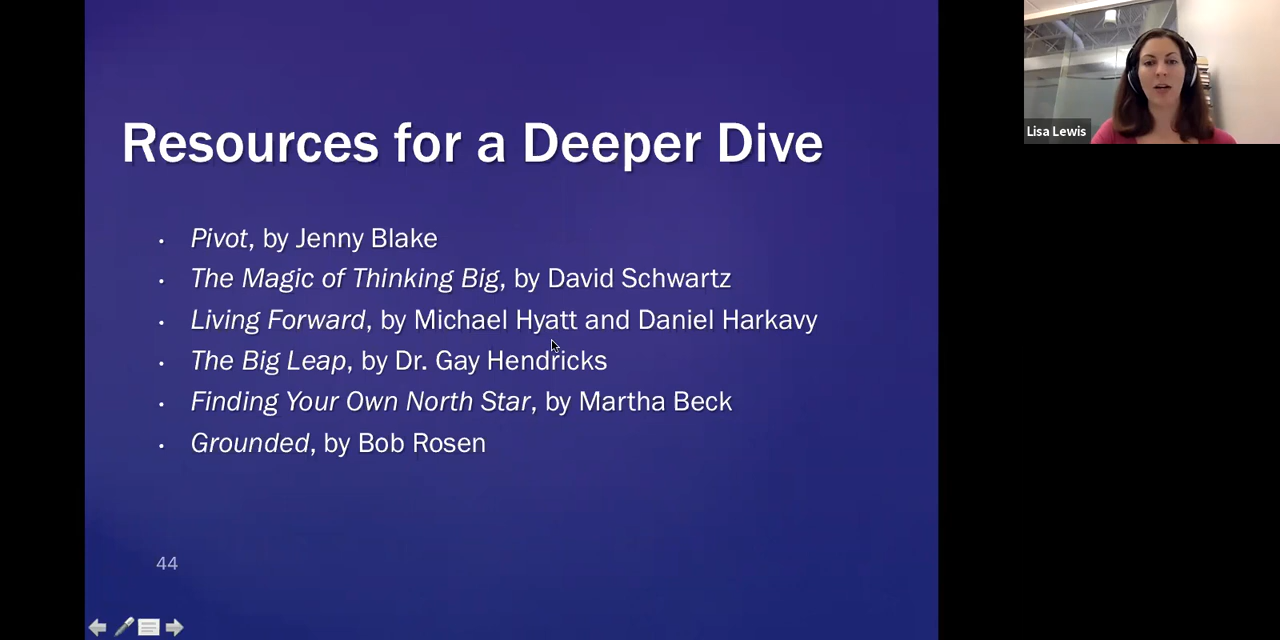 Resources for a Deeper Dive
• Pivot, by Jenny Blake
• The Magic of Thinking Big, by David Schwartz
• Living Forward, by Michael Hyatt and Daniel Harkavy
• The Big Leap, by Dr. Gay Hendricks
• Finding Your Own North Star, by Martha Beck
• Grounded, by Bob Rosen
44
Lisa Lewis